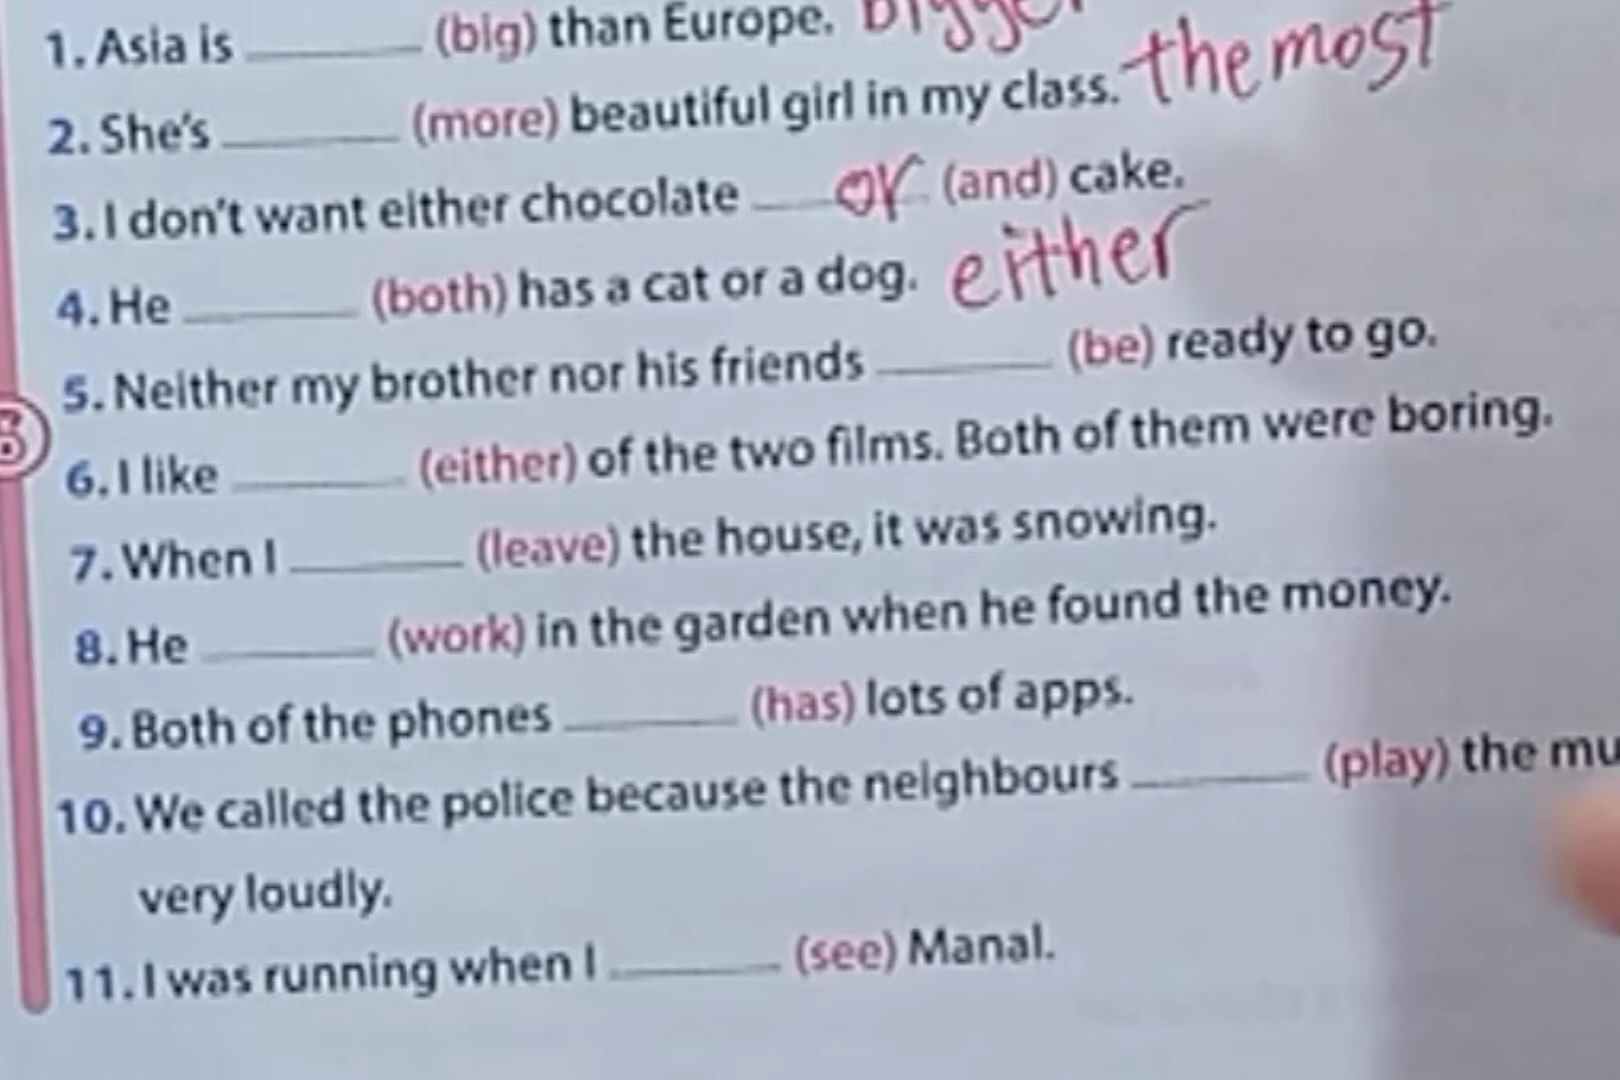 1. Asia is ________ (big) than Europe. bigger
2. She's ________ (more) beautiful girl in my class. the most
3. I don't want either chocolate ____or (and) cake.
4. He ________ (both) has a cat or a dog. either
5. Neither my brother nor his friends ________ (be) ready to go.
6. I like ________ (either) of the two films. Both of them were boring.
7. When I ________ (leave) the house, it was snowing.
8. He ________ (work) in the garden when he found the money.
9. Both of the phones ________ (has) lots of apps.
10. We called the police because the neighbours ________ (play) the mu
very loudly.
11. I was running when I ________ (see) Manal.